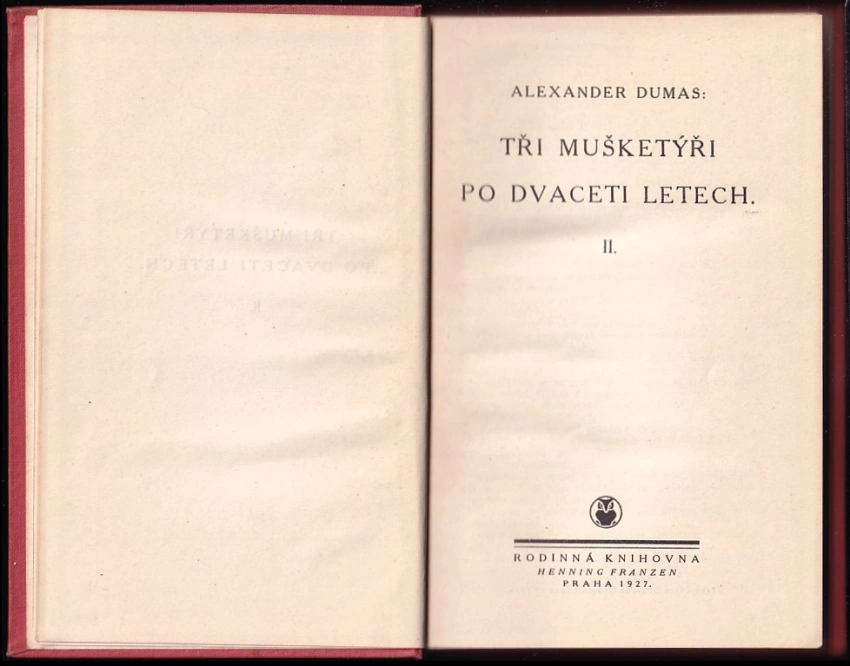 ALEXANDER DUMAS:
TŘI MUŠKETÝŘI
PO DVACETI LETECH.
II.
RODINNÁ KNIHOVNA
HENNING FRANZEN
PRAHA 1927.